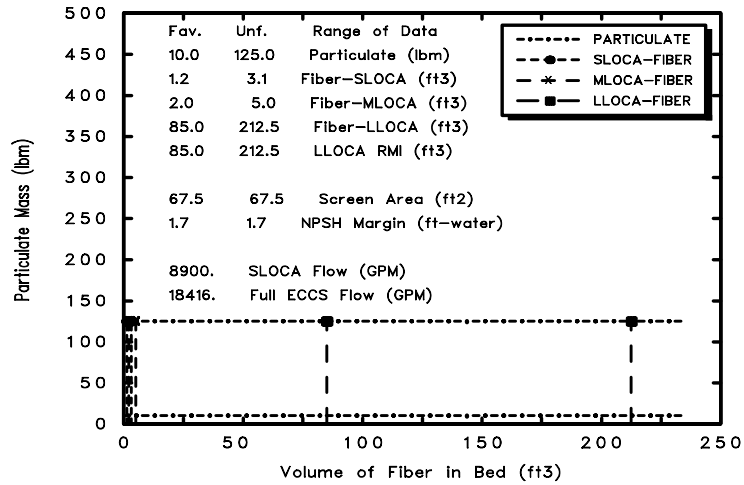 500
450
400
350
300
250
200
150
100
50
0
Particulate Mass (lbm)
Fav. Unf. Range of Data
10.0 125.0 Particulate (lbm)
1.2 3.1 Fiber-SLOCA (ft3)
2.0 5.0 Fiber-MLOCA (ft3)
85.0 212.5 Fiber-LLOCA (ft3)
85.0 212.5 LLOCA RMI (ft3)
67.5 67.5 Screen Area (ft2)
1.7 1.7 NPSH Margin (ft-water)
8900. SLOCA Flow (GPM)
18416. Full ECCS Flow (GPM)
PARTICULATE
SLOCA-FIBER
MLOCA-FIBER
LLOCA-FIBER
0 50 100 150 200 250
Volume of Fiber in Bed (ft3)